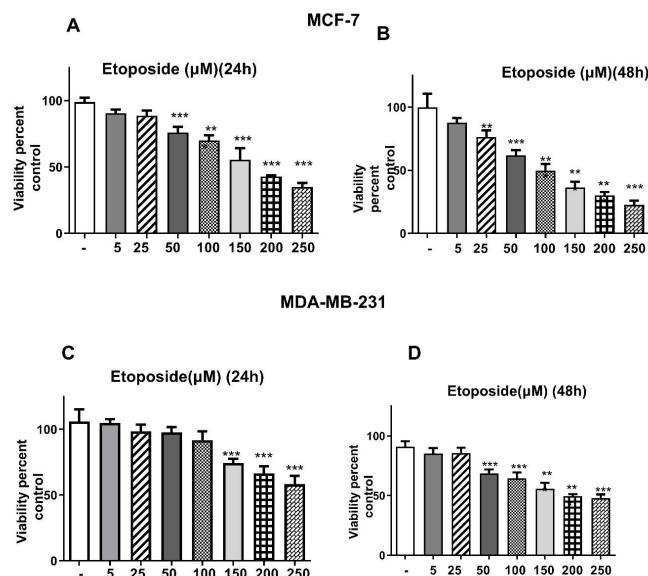 MCF-7
A
Etoposide (µM)(24h)
Viability percent
control
100
50
0
***
**
***
***
***
*
- 5 25 50 100 150 200 250
B
Etoposide (µM)(48h)
Viability
percent
control
100
50
0
**
***
**
**
**
***
- 5 25 50 100 150 200 250
MDA-MB-231
C
Etoposide(µM) (24h)
Viability percent
control
100
50
0
***
***
***
- 5 25 50 100 150 200 250
D
Etoposide(µM) (48h)
Viability percent
control
100
50
0
***
***
**
**
***
- 5 25 50 100 150 200 250